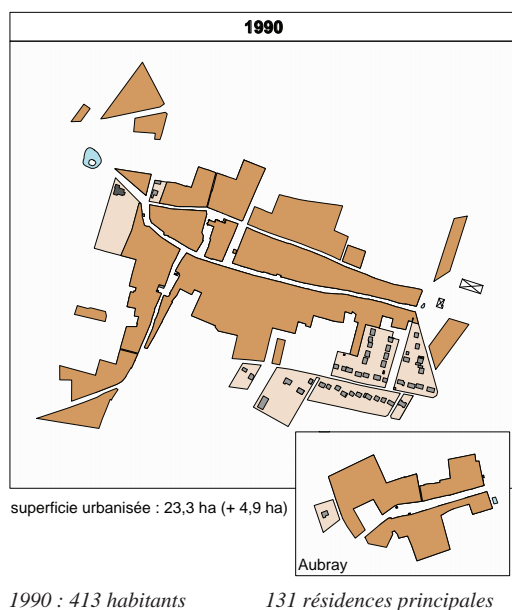 1990
superficie urbanisée : 23,3 ha (+ 4,9 ha)
Aubray
1990 : 413 habitants 131 résidences principales